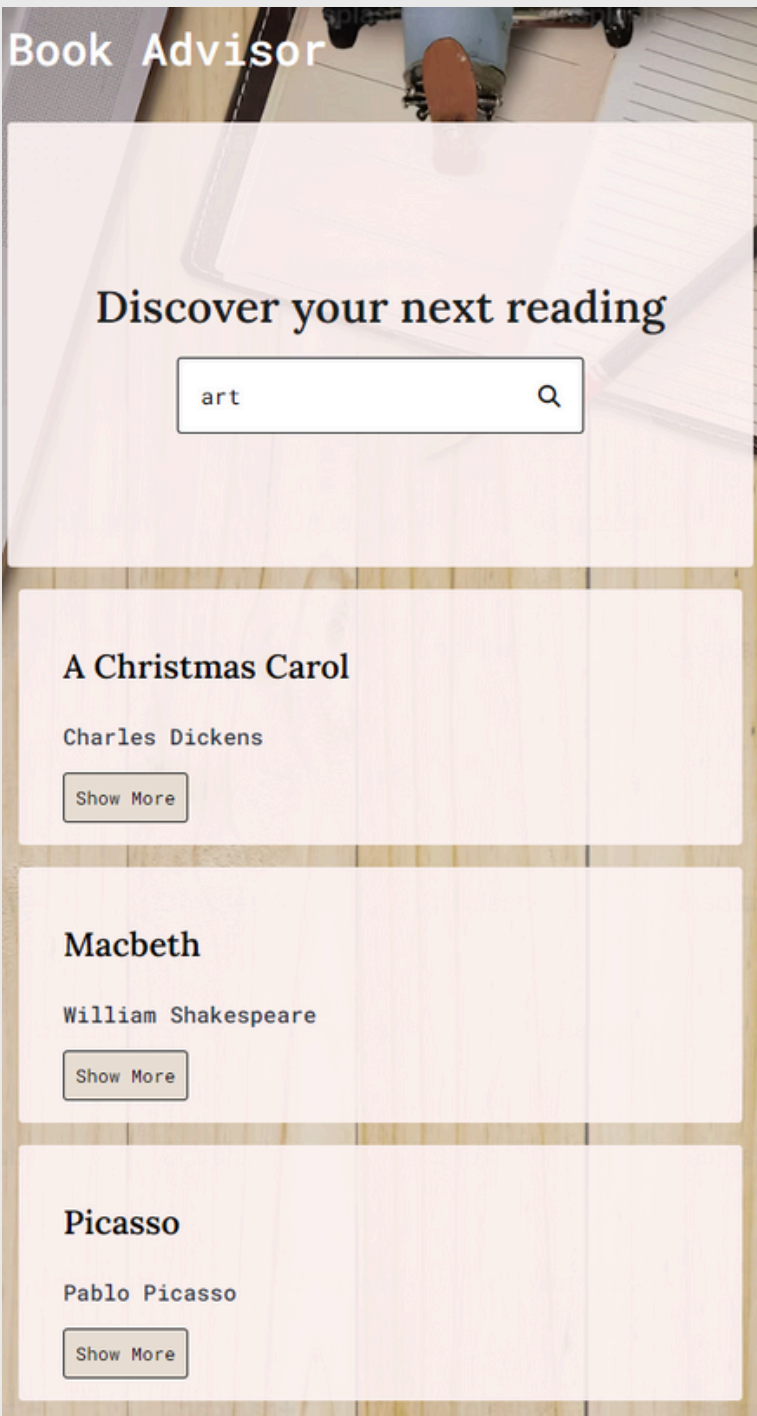 Book Advisor
Discover your next reading
art
A Christmas Carol
Charles Dickens
Show More
Macbeth
William Shakespeare
Show More
Picasso
Pablo Picasso
Show More